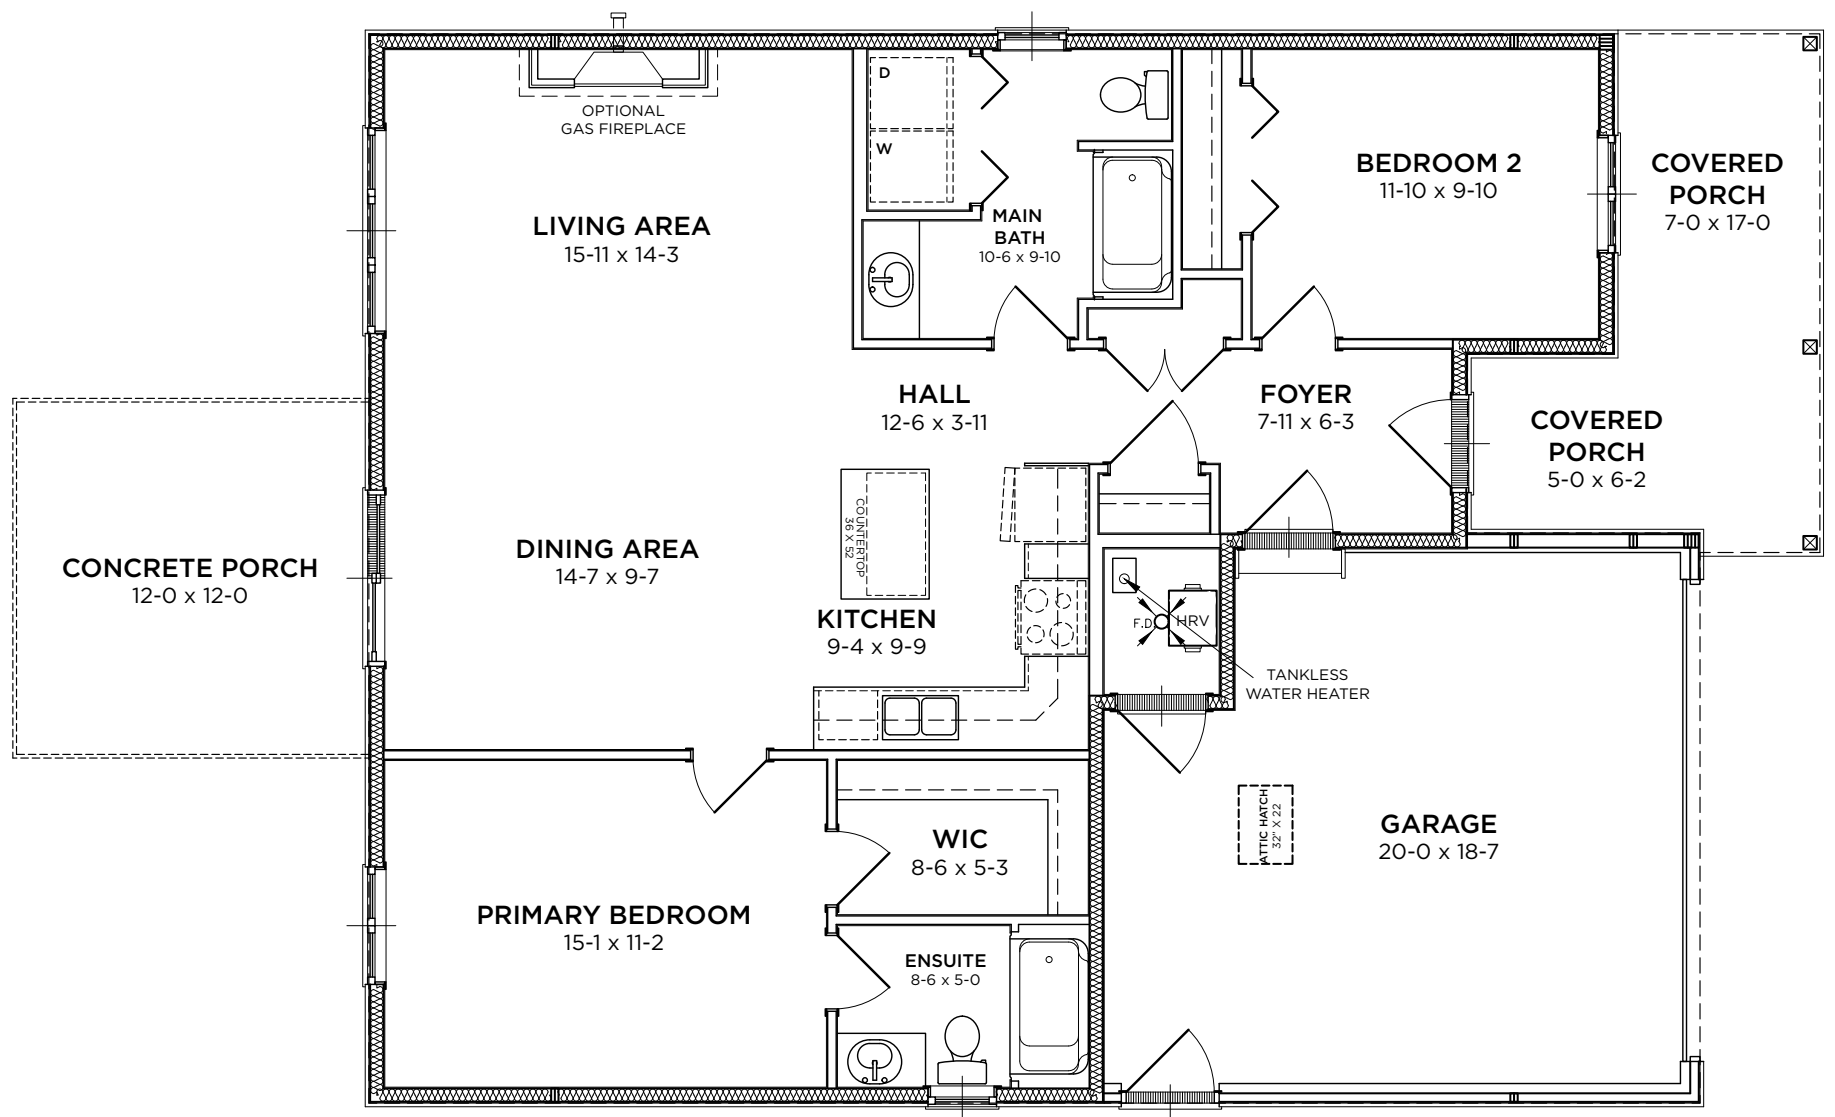 D
W
OPTIONAL
GAS FIREPLACE
LIVING AREA
15-11 x 14-3
MAIN
BATH
10-6 x 9-10
BEDROOM 2
11-10 x 9-10
COVERED
PORCH
7-0 x 17-0
HALL
12-6 x 3-11
FOYER
7-11 x 6-3
COVERED
PORCH
5-0 x 6-2
CONCRETE PORCH
12-0 x 12-0
DINING AREA
14-7 x 9-7
COUNTERTOP
36 X 52
KITCHEN
9-4 x 9-9
F.D.
HRV
TANKLESS
WATER HEATER
ATTIC HATCH
32" X 22
GARAGE
20-0 x 18-7
WIC
8-6 x 5-3
PRIMARY BEDROOM
15-1 x 11-2
ENSUITE
8-6 x 5-0